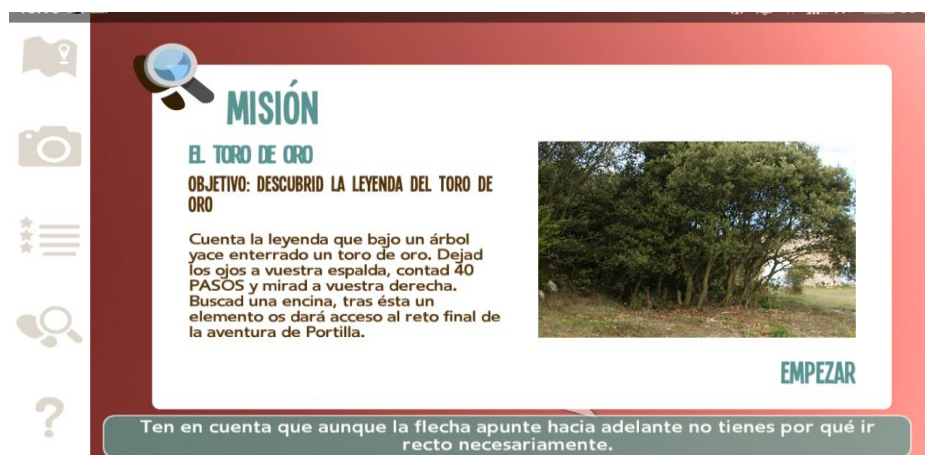 MISIÓN
EL TORO DE ORO
OBJETIVO: DESCUBRID LA LEYENDA DEL TORO DE
ORO
Cuenta la leyenda que bajo un árbol
yace enterrado un toro de oro. Dejad
los ojos a vuestra espalda, contad 40
PASOS y mirad a vuestra derecha.
Buscad una encina, tras ésta un
elemento os dará acceso al reto final de
la aventura de Portilla.
EMPEZAR
Ten en cuenta que aunque la flecha apunte hacia adelante no tienes por qué ir
recto necesariamente.
?